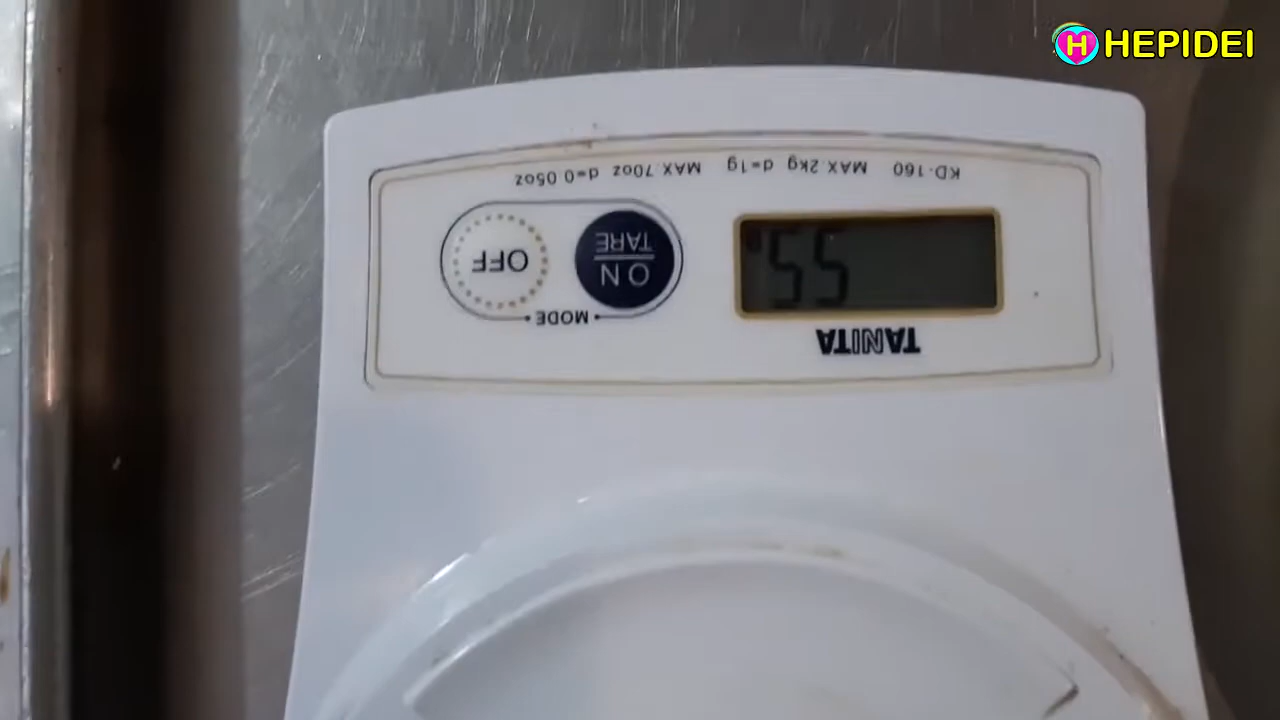 HEPIDEI
TANITA
55
MODE
ON
TARE
OFF
KD-160 MAX 2kg d=1g MAX 70oz d=0.05oz